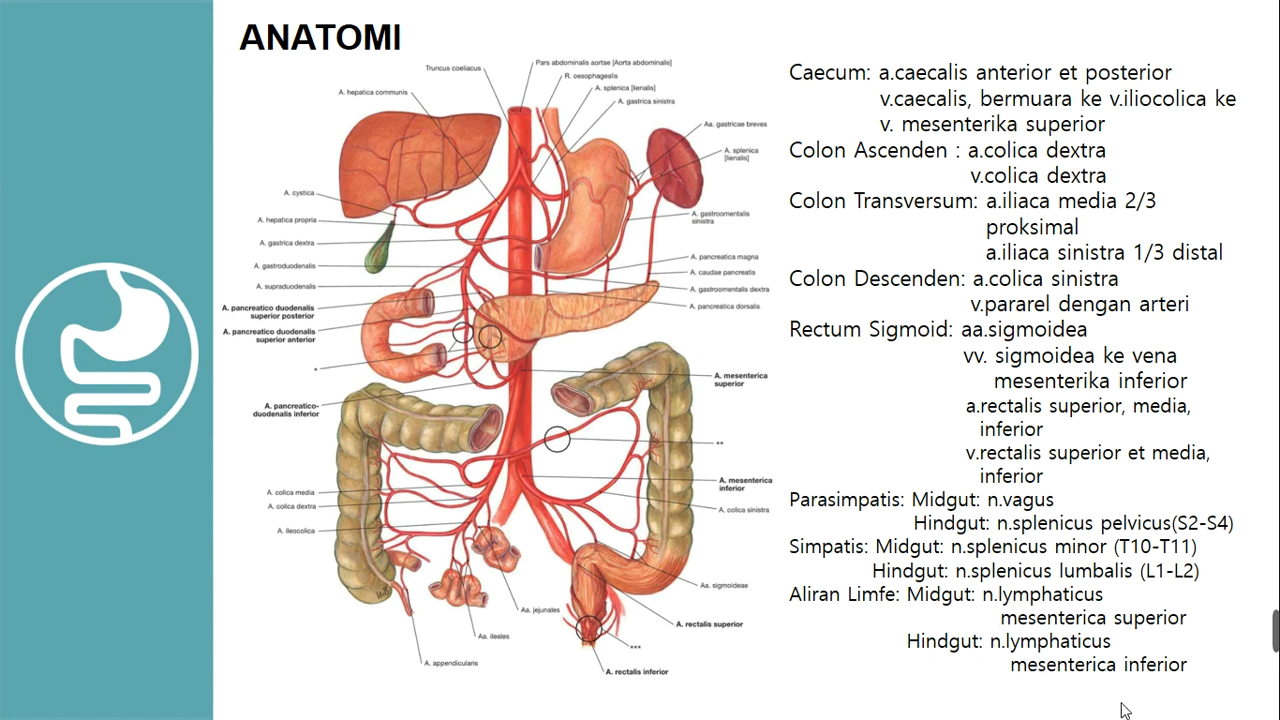 ANATOMI
Truncus coeliacus
Pars abdominalis aortae [Aorta abdominalis]
R. oesophagealis
A. splenica [lienalis]
A. gastrica sinistra
A. hepatica communis
Aa. gastricae breves
A. splenica
[lienalis]
A. cystica
A. hepatica propria
A. gastroomentalis
sinistra
A. gastrica dextra
A. pancreatica magna
A. gastroduodenalis
A. caudae pancreatis
A. supraduodenalis
A. gastroomentalis dextra
A. pancreatica dorsalis
A. pancreatico duodenalis
superior posterior
A. pancreatico duodenalis
superior anterior
*
A. mesenterica
superior
A. pancreatico-
duodenalis inferior
**
A. mesenterica
inferior
A. colica media
A. colica dextra
A. colica sinistra
A. ileocolica
Aa. sigmoideae
Aa. jejunales
A. rectalis superior
Aa. ileales
***
A. appendicularis
A. rectalis inferior
Caecum: a.caecalis anterior et posterior
v.caecalis, bermuara ke v.iliocolica ke
v. mesenterika superior
Colon Ascenden : a.colica dextra
v.colica dextra
Colon Transversum: a.iliaca media 2/3
proksimal
a.iliaca sinistra 1/3 distal
Colon Descenden: a.colica sinistra
v.pararel dengan arteri
Rectum Sigmoid: aa.sigmoidea
vv. sigmoidea ke vena
mesenterika inferior
a.rectalis superior, media,
inferior
v.rectalis superior et media,
inferior
Parasimpatis: Midgut: n.vagus
Hindgut: n.splenicus pelvicus(S2-S4)
Simpatis: Midgut: n.splenicus minor (T10-T11)
Hindgut: n.splenicus lumbalis (L1-L2)
Aliran Limfe: Midgut: n.lymphaticus
mesenterica superior
Hindgut: n.lymphaticus
mesenterica inferior